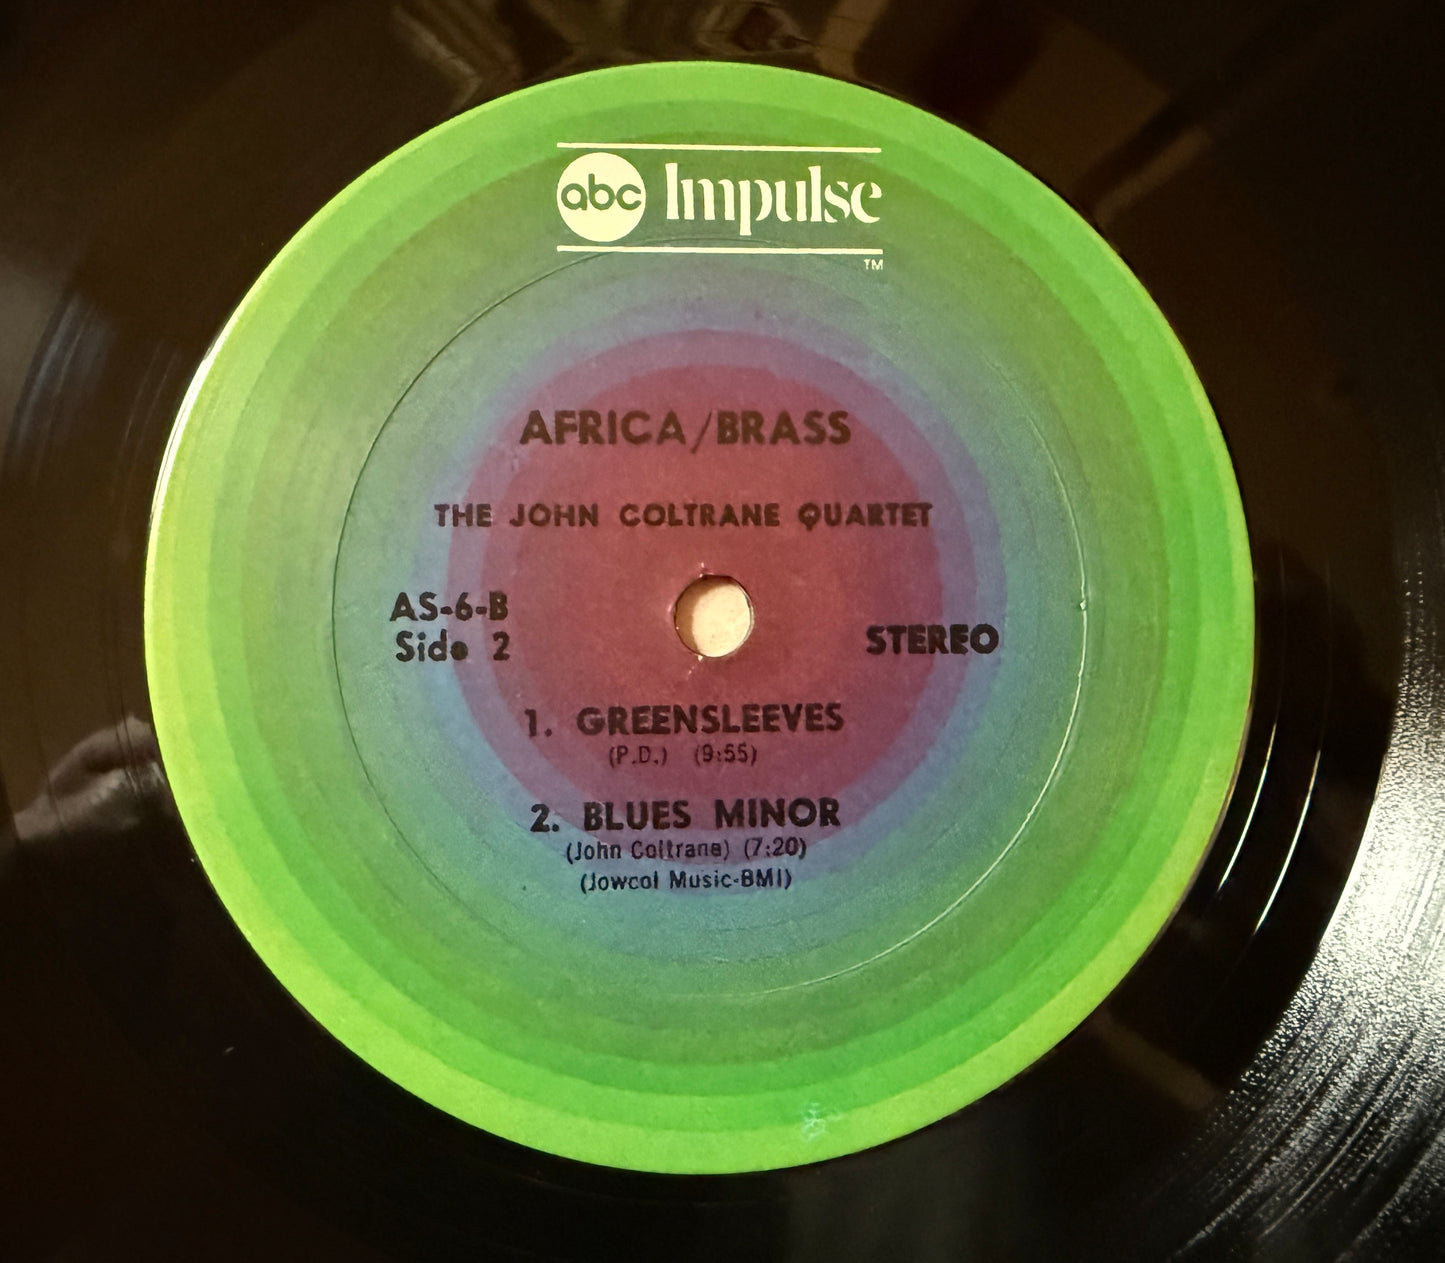 abc Impulse
TM
AFRICA/BRASS
THE JOHN COLTRANE QUARTET
AS-6-B
Side 2
STEREO
1. GREENSLEEVES
(P.D.) (9:55)
2. BLUES MINOR
(John Coltrane) (7:20)
(Jowcol Music-BMI)